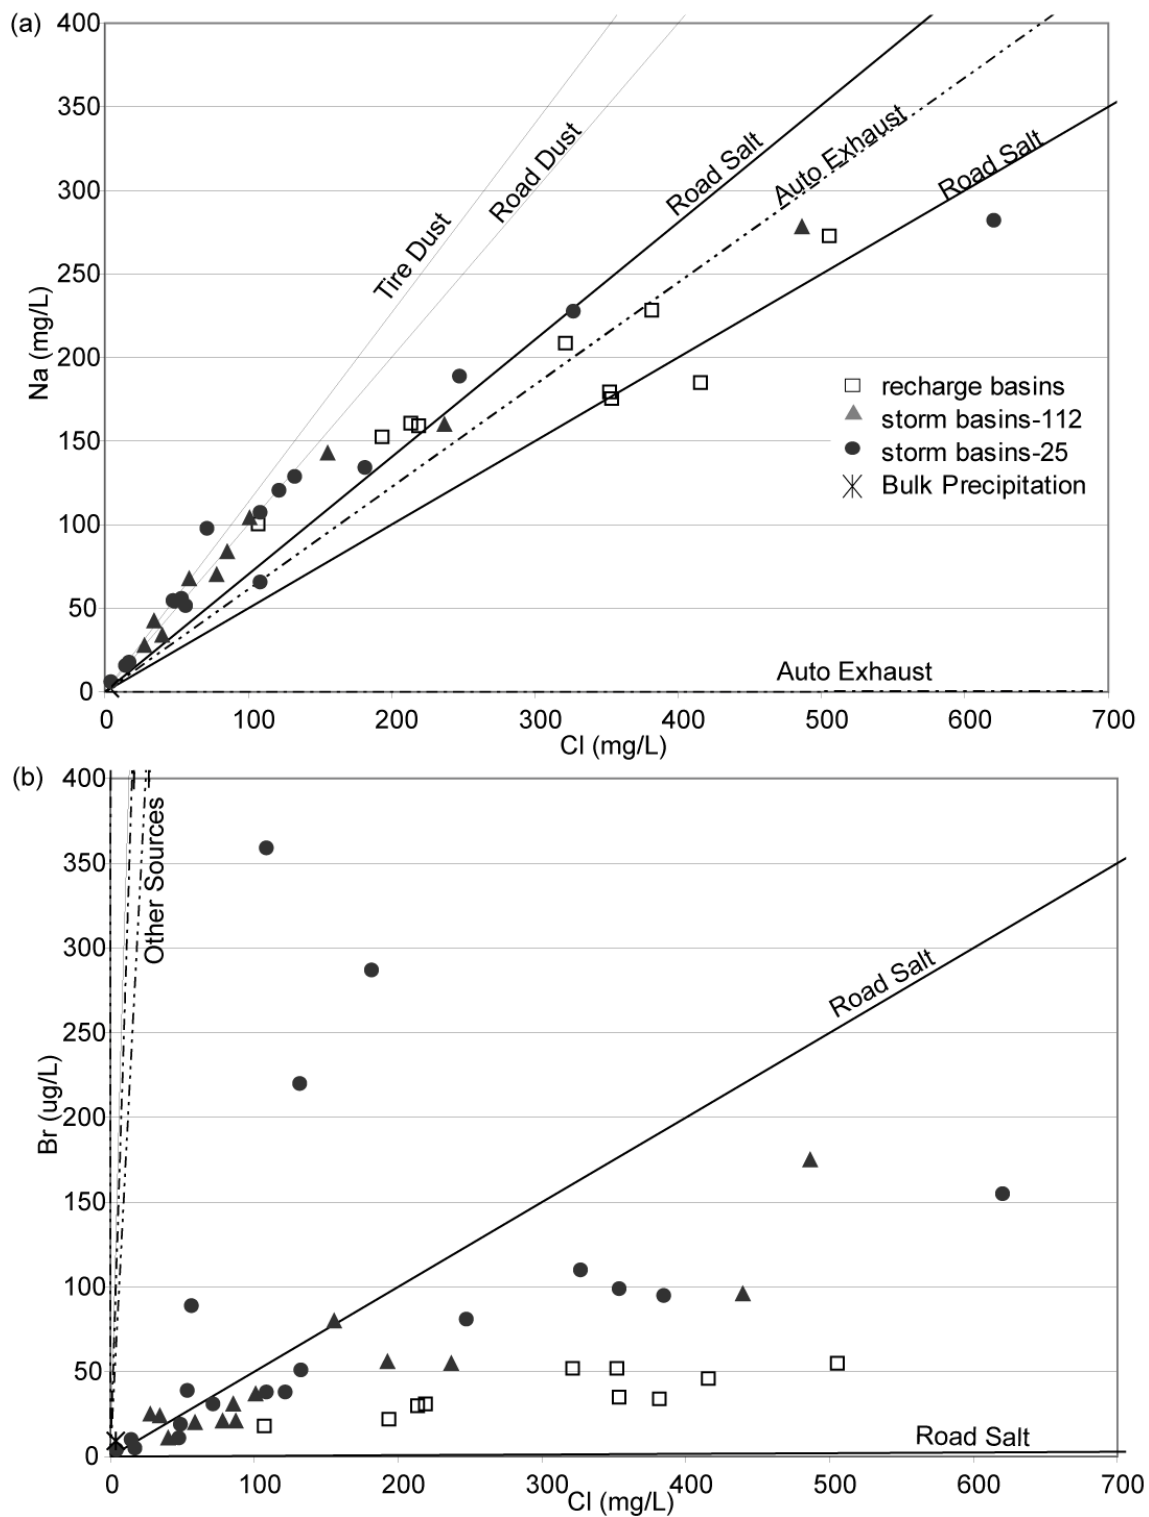 (a)
400
350
300
250
200
150
100
50
0
Na (mg/L)
Tire Dust
Road Dust
Road Salt
Auto Exhaust
Road Salt
recharge basins
storm basins-112
storm basins-25
Bulk Precipitation
Auto Exhaust
0 100 200 300 400 500 600 700
Cl (mg/L)
(b)
400
350
300
250
200
150
100
50
0
Br (ug/L)
Other Sources
Road Salt
Road Salt
0 100 200 300 400 500 600 700
Cl (mg/L)